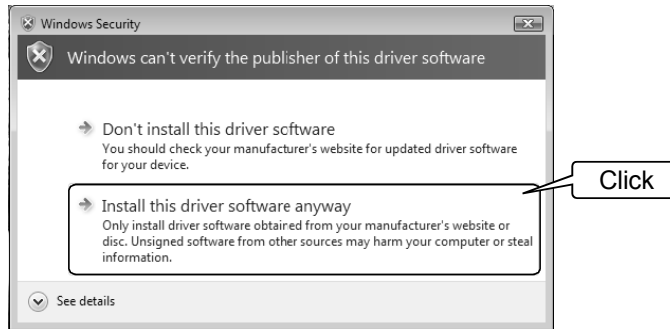 Windows Security
Windows can't verify the publisher of this driver software
Don't install this driver software
You should check your manufacturer's website for updated driver software
for your device.
Click
Install this driver software anyway
Only install driver software obtained from your manufacturer's website or
disc. Unsigned software from other sources may harm your computer or steal
information.
See details